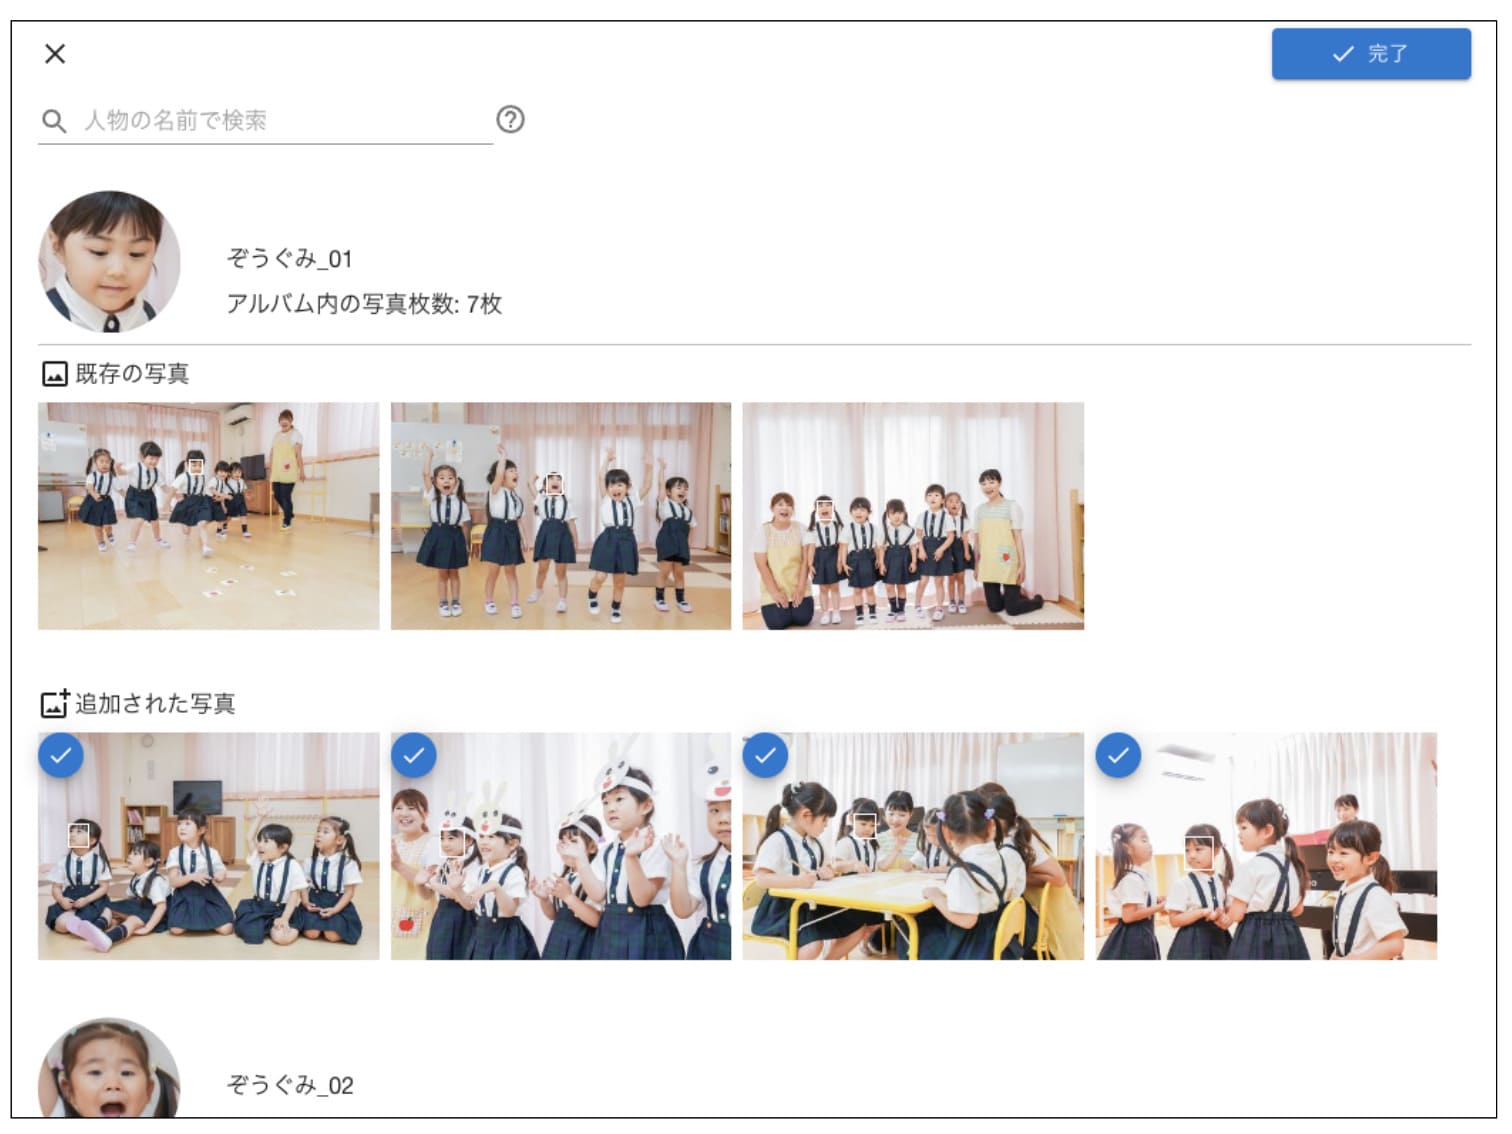 完了
人物の名前で検索
ぞうぐみ_01
アルバム内の写真枚数: 7枚
既存の写真
追加された写真
ぞうぐみ_02